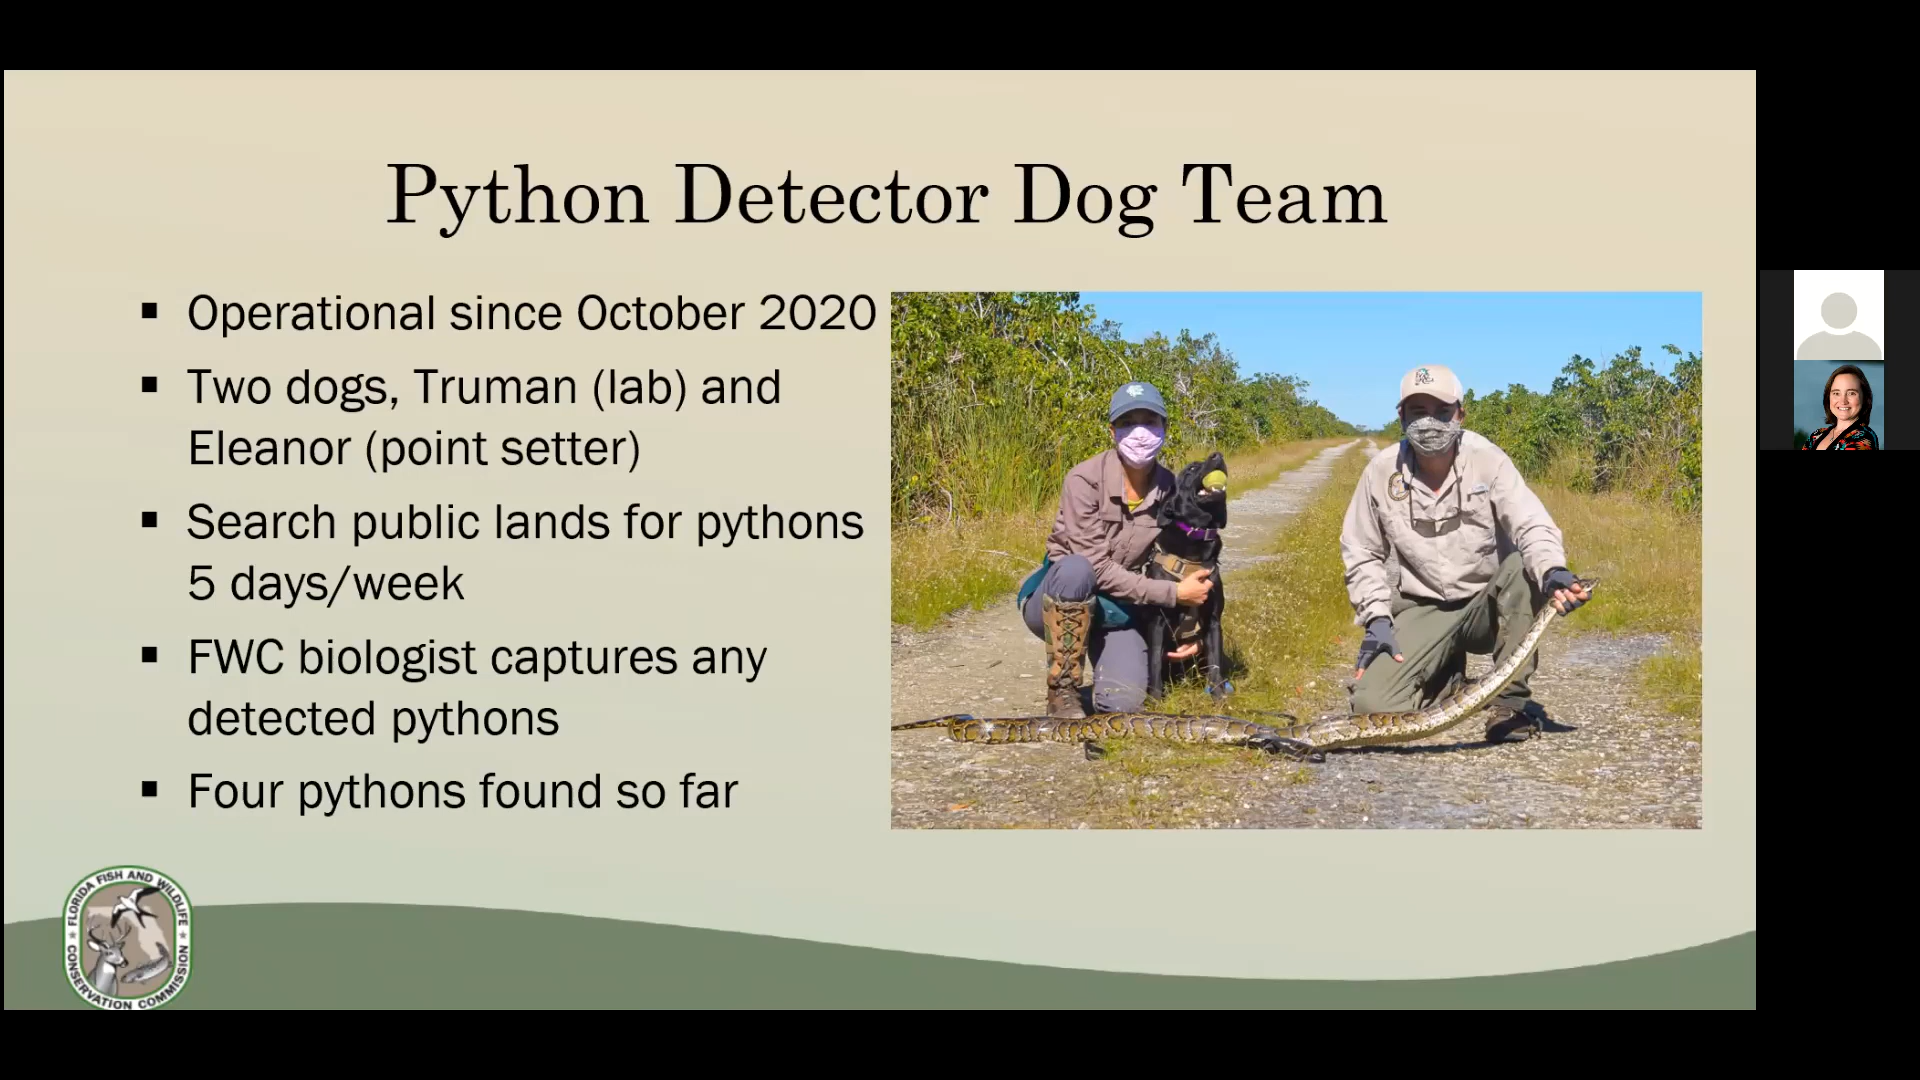 Python Detector Dog Team
▪ Operational since October 2020
▪ Two dogs, Truman (lab) and
Eleanor (point setter)
▪ Search public lands for pythons
5 days/week
▪ FWC biologist captures any
detected pythons
▪ Four pythons found so far
FLORIDA FISH AND WILDLIFE
CONSERVATION COMMISSION